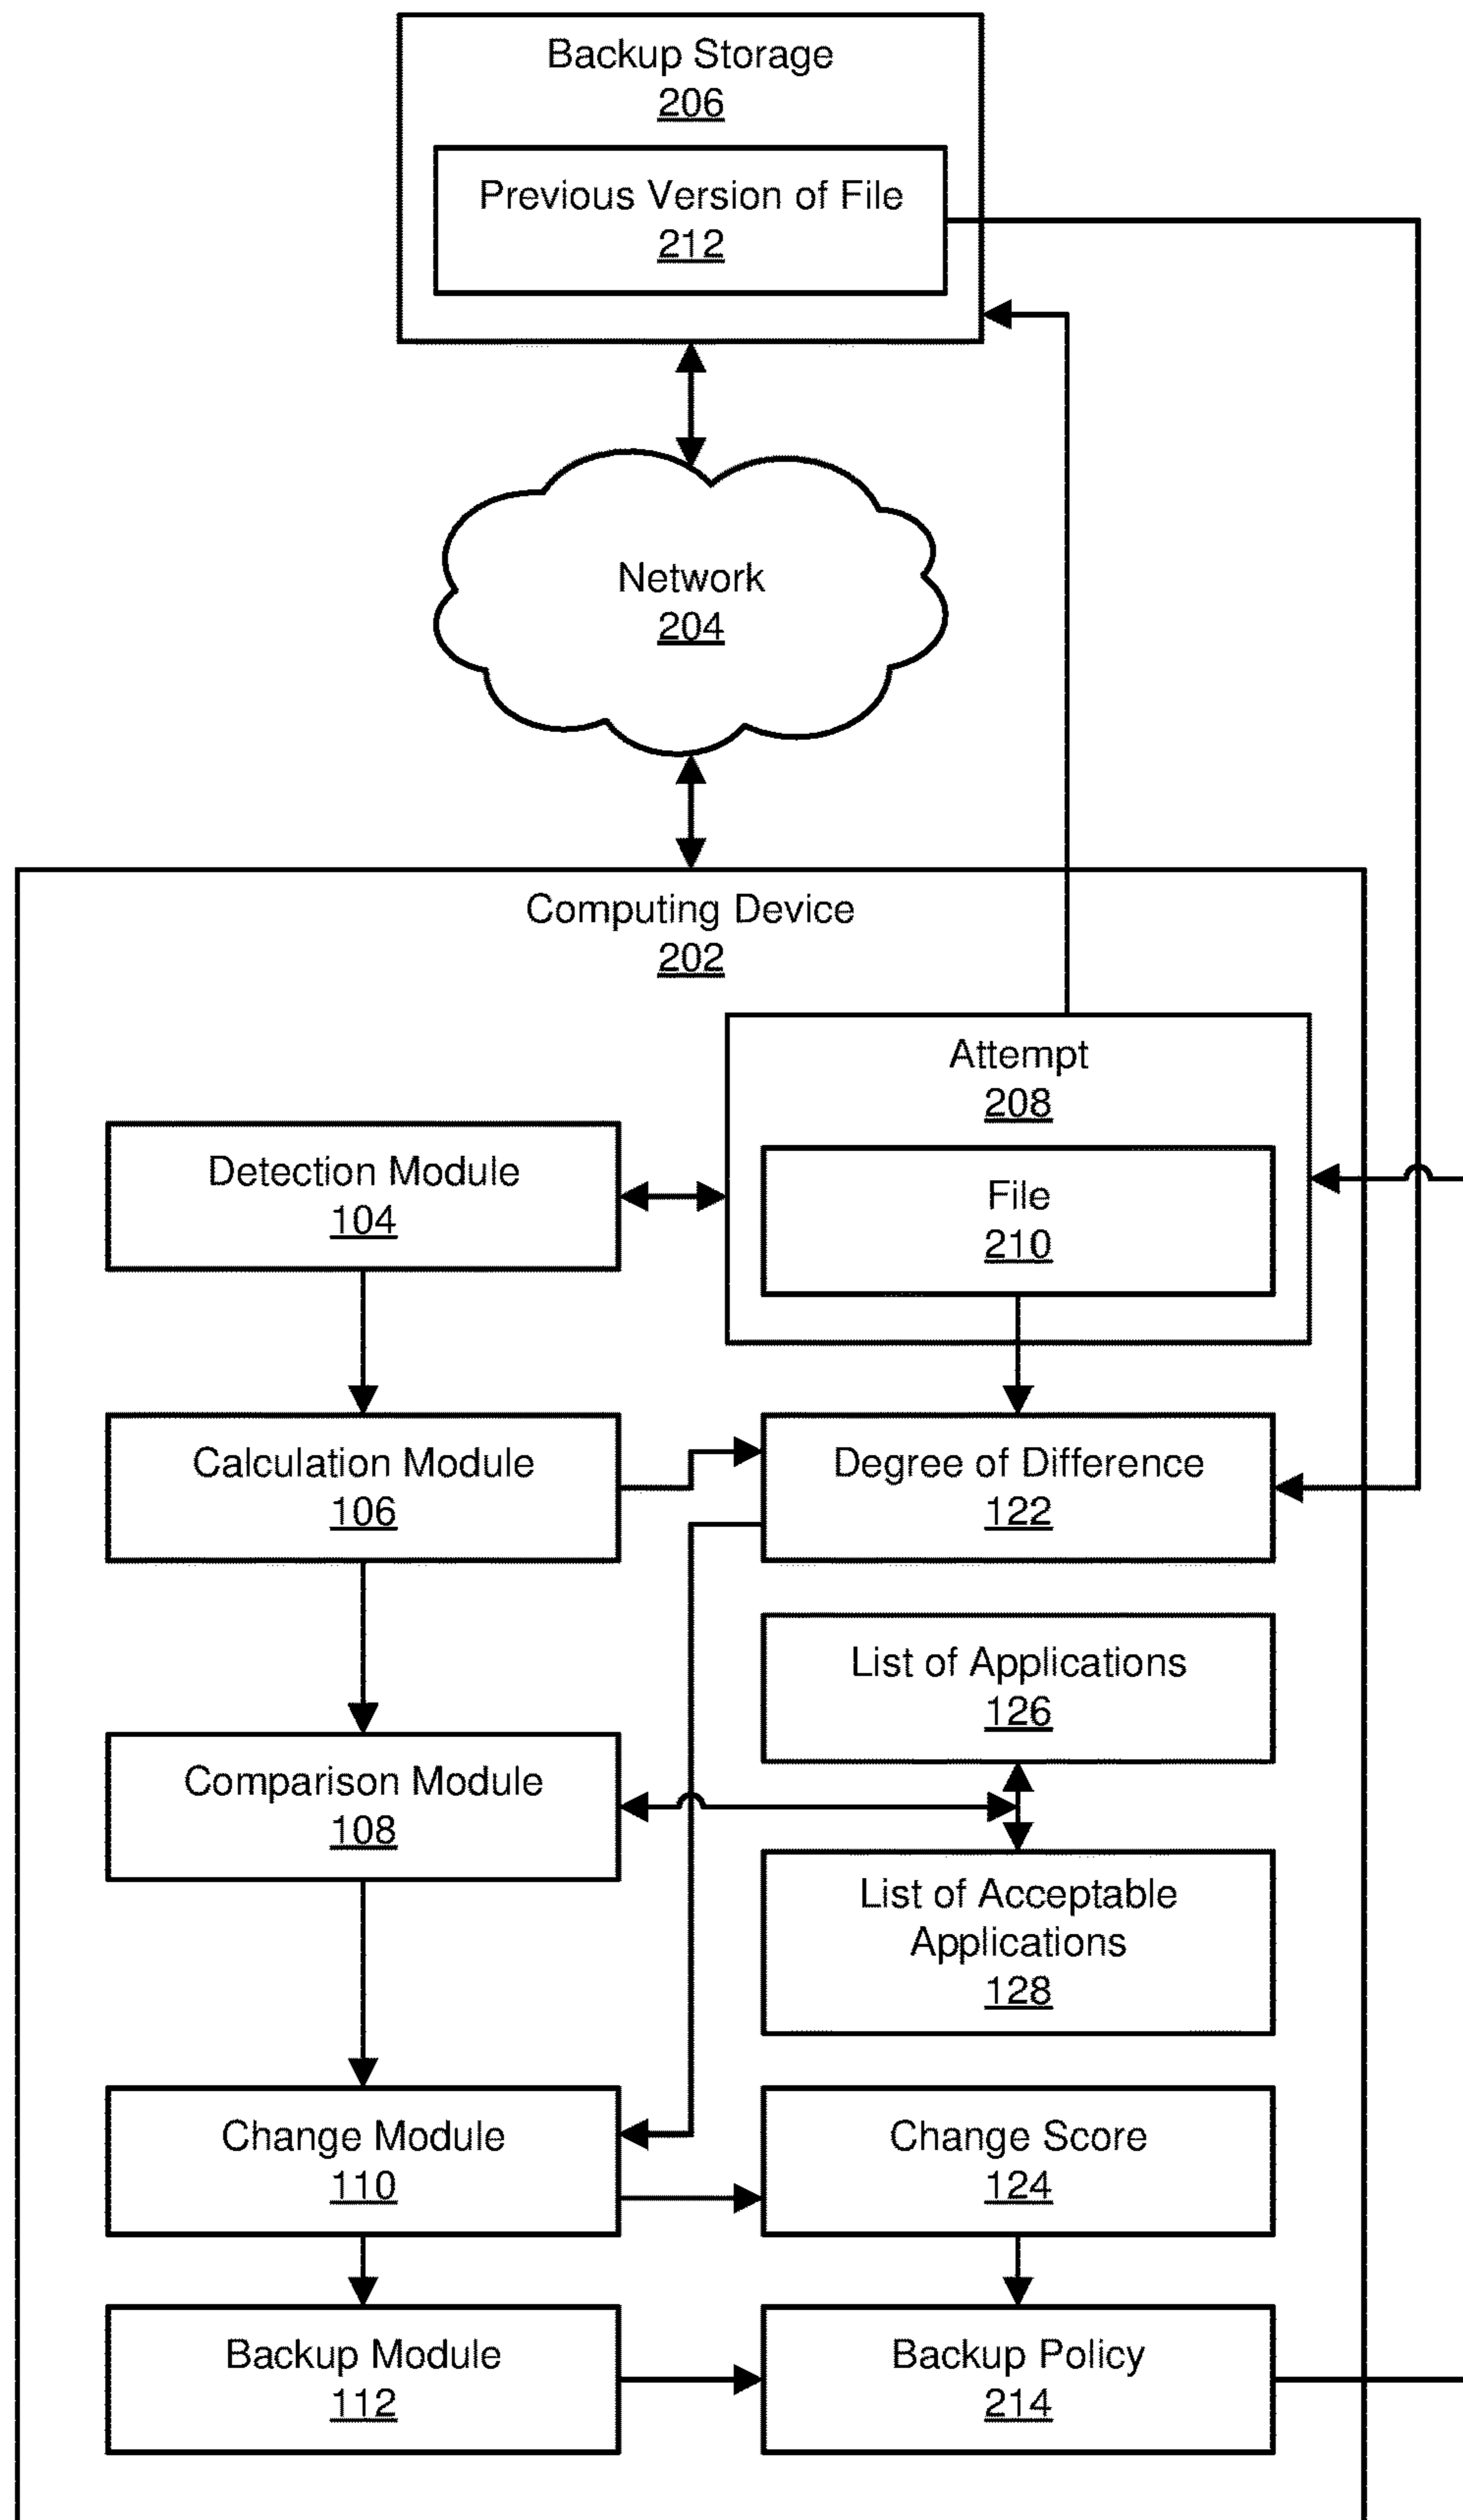 Backup Storage
206
Previous Version of File
212
Network
204
Computing Device
202
Attempt
208
Detection Module
104
File
210
Calculation Module
106
Degree of Difference
122
List of Applications
126
Comparison Module
108
List of Acceptable
Applications
128
Change Module
110
Change Score
124
Backup Module
112
Backup Policy
214